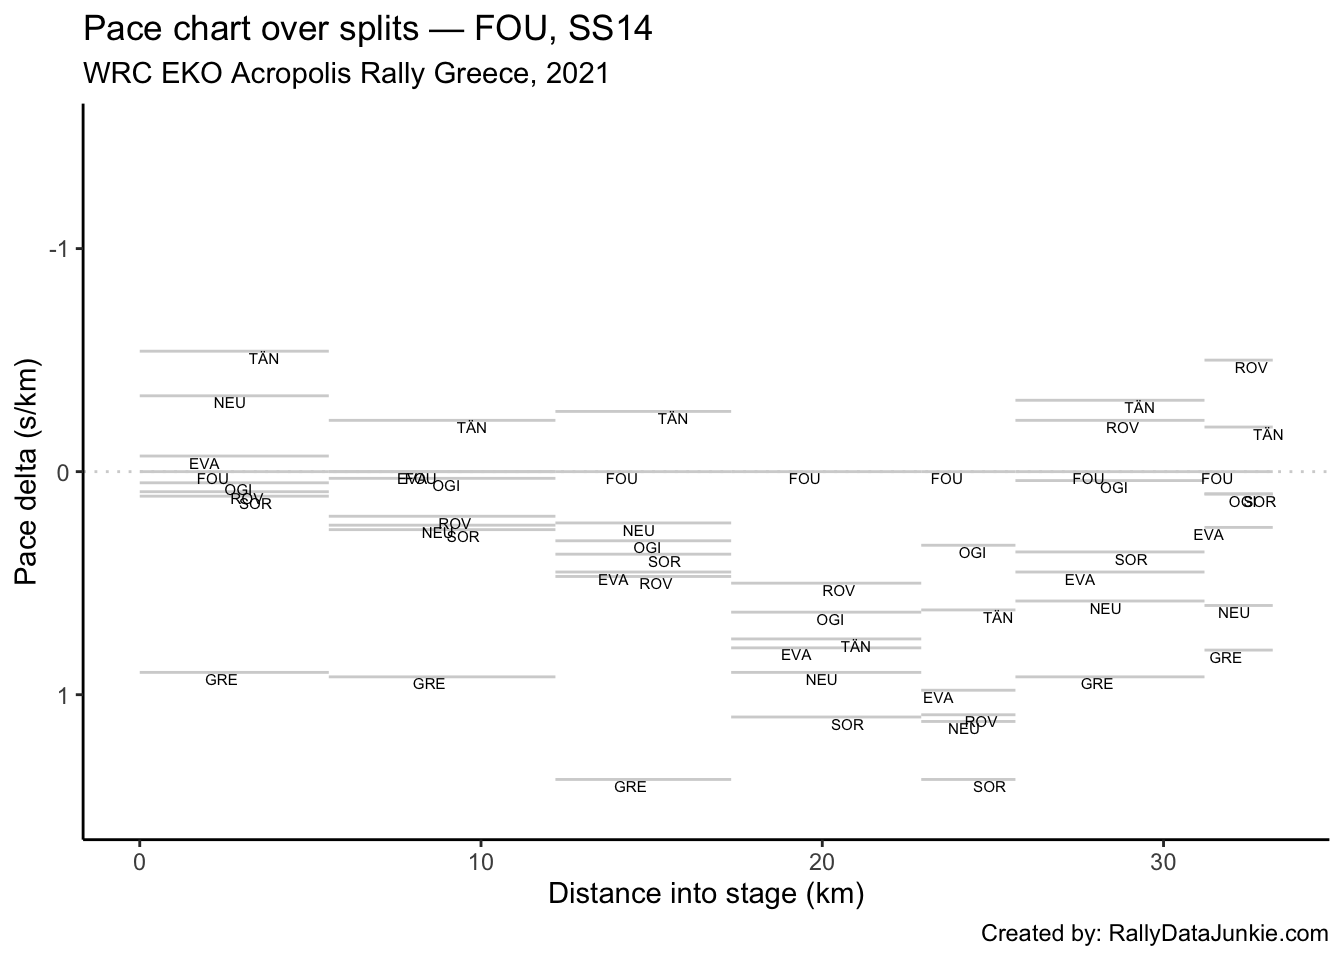 Pace chart over splits — FOU, SS14
WRC EKO Acropolis Rally Greece, 2021
Pace delta (s/km)
-1
0
1
TÄN
NEU
EVA
FOU
OGI
ROV
SOR
GRE
TÄN
EVA
FOU
OGI
ROV
NEU
SOR
GRE
TÄN
FOU
NEU
OGI
SOR
EVA
ROV
GRE
FOU
ROV
OGI
TÄN
EVA
NEU
SOR
FOU
OGI
TÄN
EVA
ROV
NEU
SOR
TÄN
ROV
FOU
OGI
SOR
EVA
NEU
GRE
ROV
TÄN
FOU
OGI
SOR
EVA
NEU
GRE
0 10 20 30
Distance into stage (km)
Created by: RallyDataJunkie.com